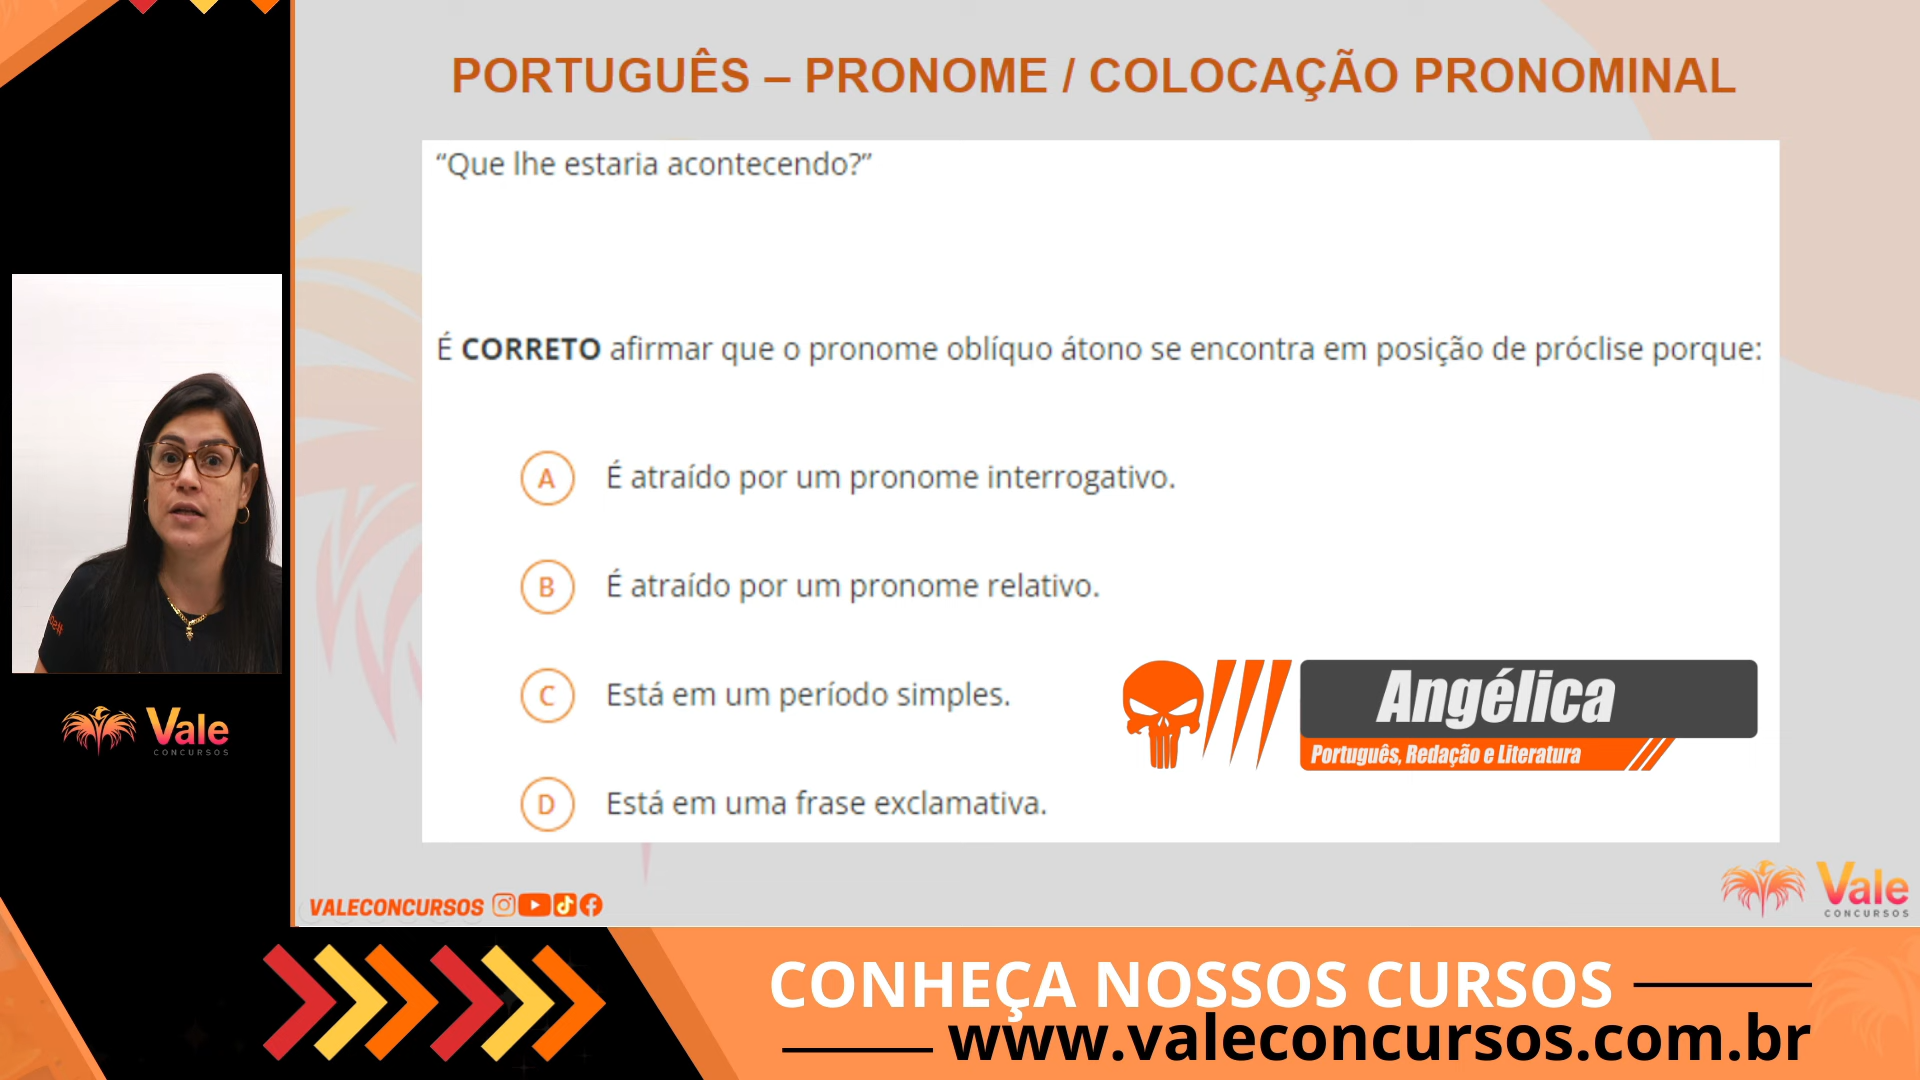 PORTUGUÊS – PRONOME / COLOCAÇÃO PRONOMINAL
“Que lhe estaria acontecendo?”
É CORRETO afirmar que o pronome oblíquo átono se encontra em posição de próclise porque:
A É atraído por um pronome interrogativo.
B É atraído por um pronome relativo.
C Está em um período simples.
D Está em uma frase exclamativa.
Angélica
Português, Redação e Literatura
Vale
CONCURSOS
VALECONCURSOS
Vale
CONCURSOS
CONHEÇA NOSSOS CURSOS
www.valeconcursos.com.br